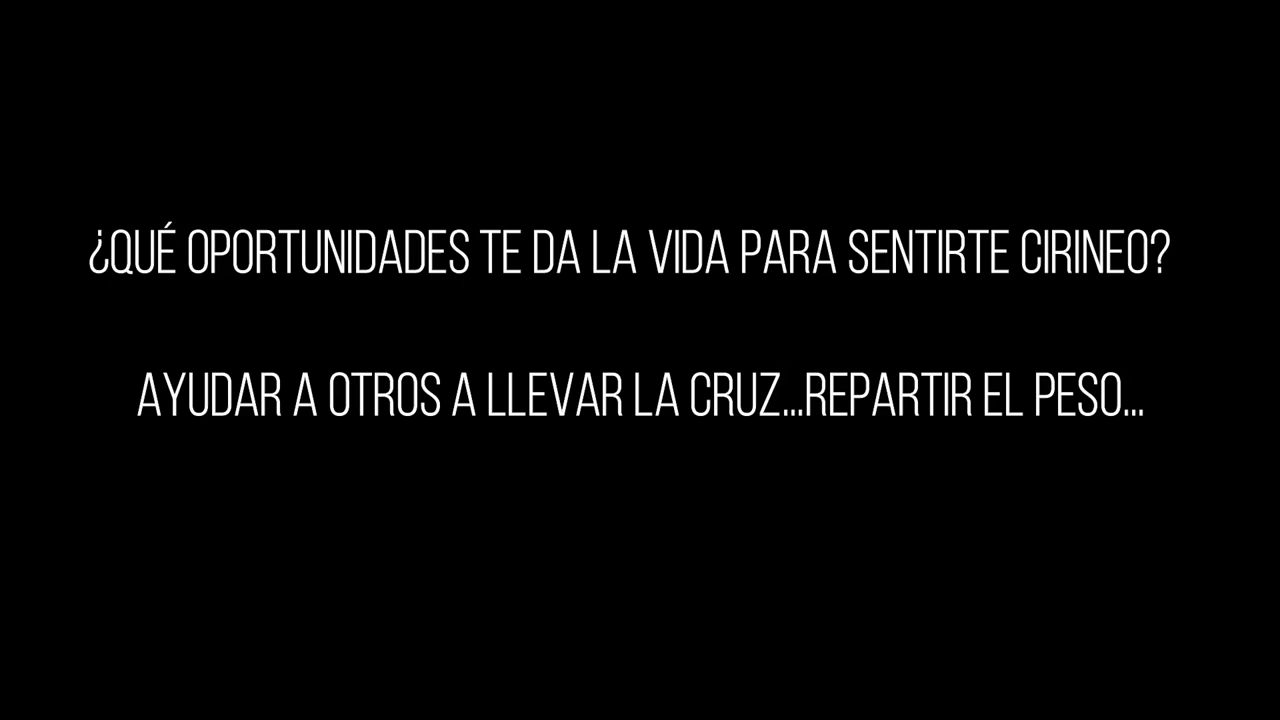 ¿QUÉ OPORTUNIDADES TE DA LA VIDA PARA SENTIRTE CIRINEO?
AYUDAR A OTROS A LLEVAR LA CRUZ...REPARTIR EL PESO...